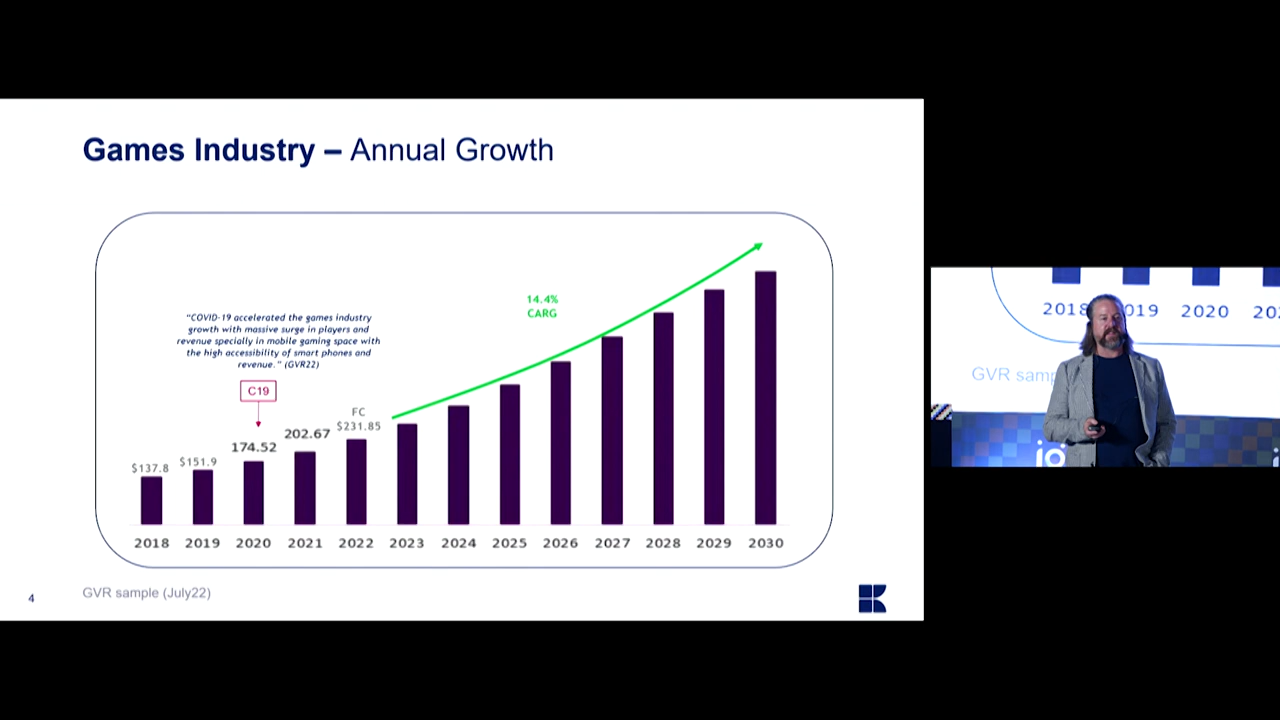 Games Industry – Annual Growth
14.4%
CARG
“COVID-19 accelerated the games industry
growth with massive surge in players and
revenue specially in mobile gaming space with
the high accessibility of smart phones and
revenue.” (GVR22)
C19
FC
$137.8
$151.9
174.52
202.67
$231.85
2018 2019 2020 2021 2022 2023 2024 2025 2026 2027 2028 2029 2030
GVR sample (July22)
4
2018 2019 2020
GVR
io